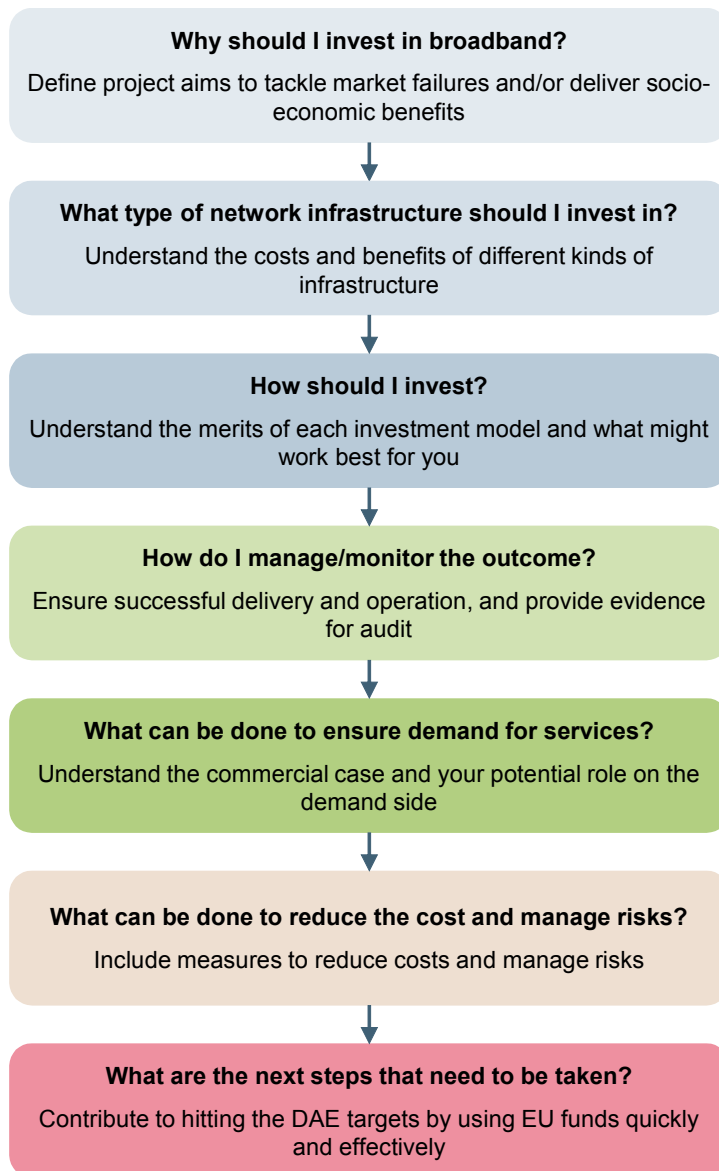 Why should I invest in broadband?
Define project aims to tackle market failures and/or deliver socio-
economic benefits
What type of network infrastructure should I invest in?
Understand the costs and benefits of different kinds of
infrastructure
How should I invest?
Understand the merits of each investment model and what might
work best for you
How do I manage/monitor the outcome?
Ensure successful delivery and operation, and provide evidence
for audit
What can be done to ensure demand for services?
Understand the commercial case and your potential role on the
demand side
What can be done to reduce the cost and manage risks?
Include measures to reduce costs and manage risks
What are the next steps that need to be taken?
Contribute to hitting the DAE targets by using EU funds quickly
and effectively